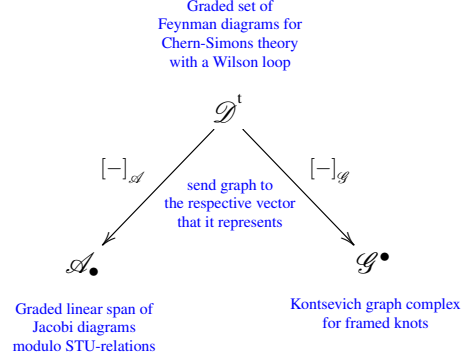 Graded set of
Feynman diagrams for
Chern-Simons theory
with a Wilson loop
𝒟ᵗ
[−]_𝒜
[−]_𝒢
send graph to
the respective vector
that it represents
𝒜_●
𝒢^●
Graded linear span of
Jacobi diagrams
modulo STU-relations
Kontsevich graph complex
for framed knots